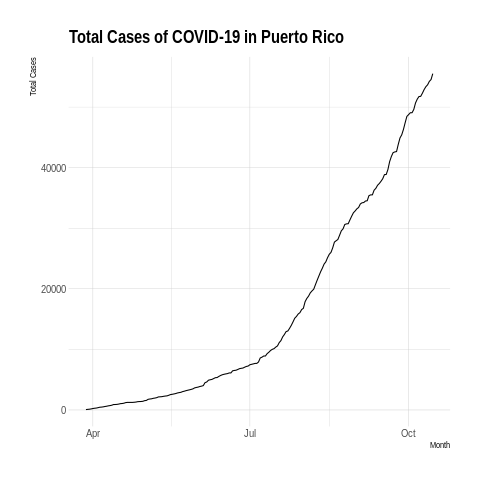 Total Cases of COVID-19 in Puerto Rico
Total Cases
40000
20000
0
Apr Jul Oct
Month